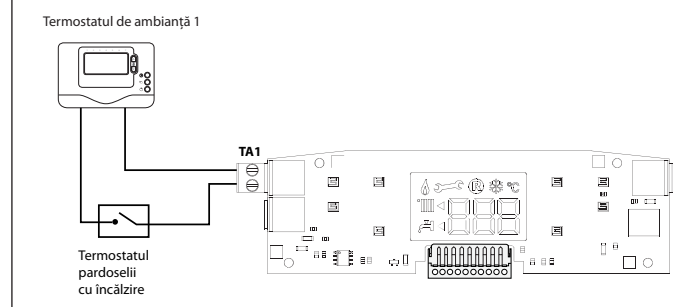 Termostatul de ambianță 1
TA1
Termostatul
pardoselii
cu încălzire